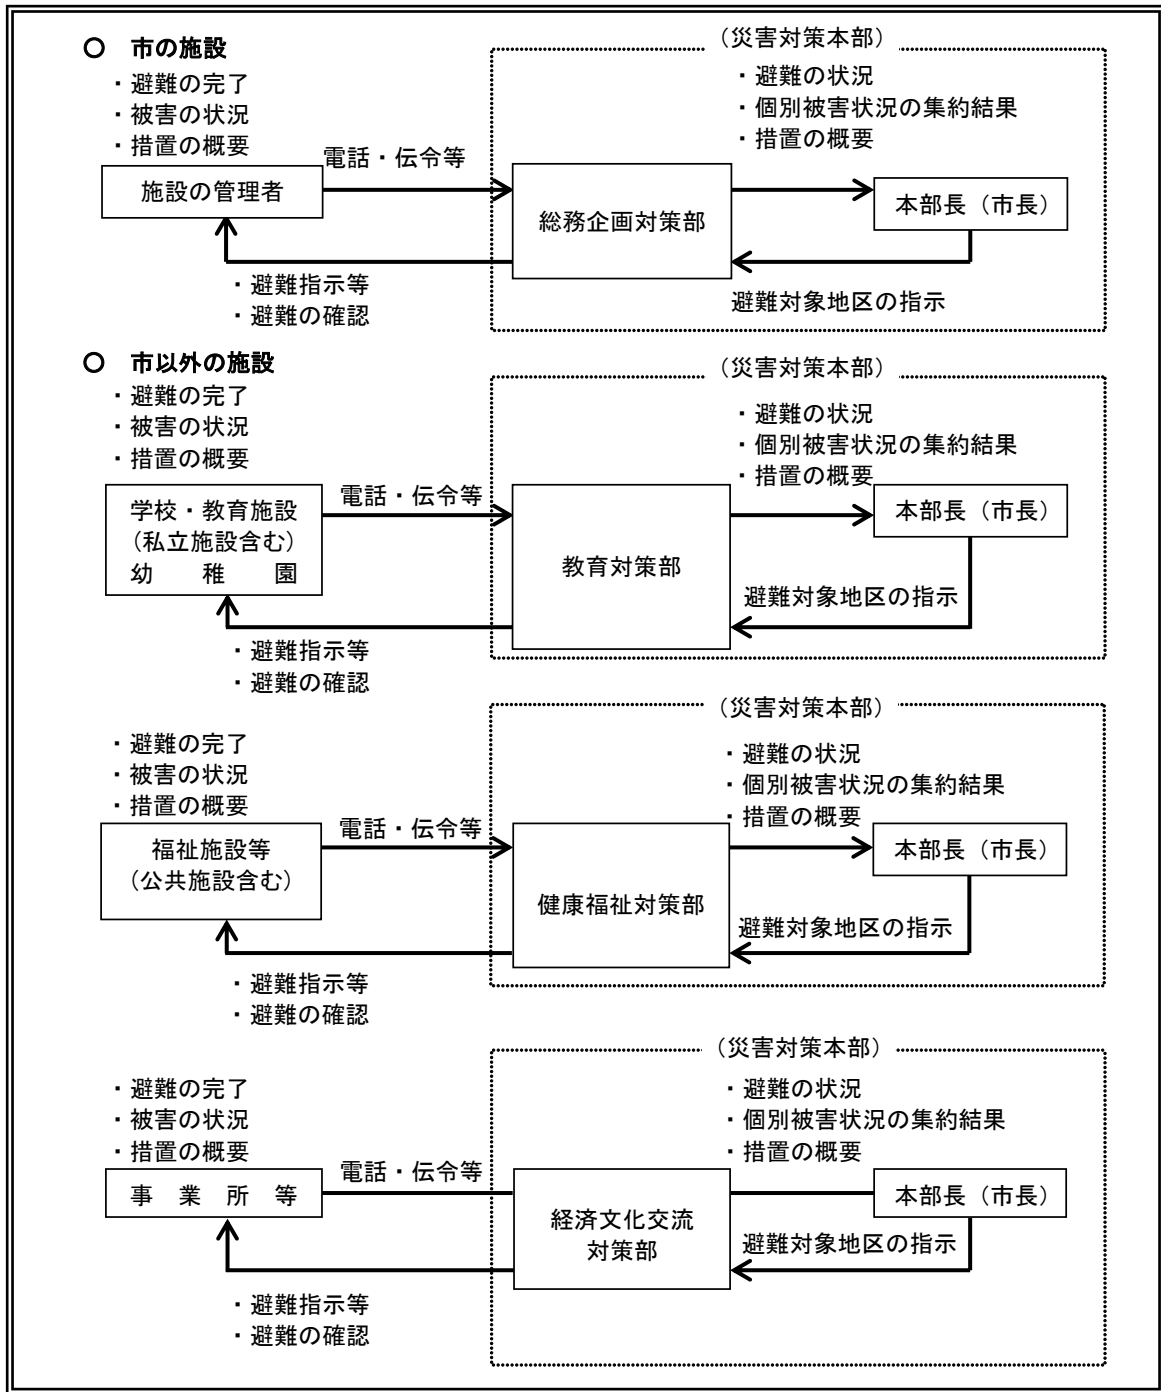 ○ 市の施設
・避難の完了
・被害の状況
・措置の概要
(災害対策本部)
・避難の状況
・個別被害状況の集約結果
・措置の概要
電話・伝令等
施設の管理者
総務企画対策部
本部長(市長)
・避難指示等
・避難の確認
避難対象地区の指示
○ 市以外の施設
・避難の完了
・被害の状況
・措置の概要
(災害対策本部)
・避難の状況
・個別被害状況の集約結果
・措置の概要
電話・伝令等
学校・教育施設
(私立施設含む)
幼 稚 園
教育対策部
本部長(市長)
避難対象地区の指示
・避難指示等
・避難の確認
(災害対策本部)
・避難の完了
・被害の状況
・措置の概要
・避難の状況
・個別被害状況の集約結果
・措置の概要
電話・伝令等
福祉施設等
(公共施設含む)
健康福祉対策部
本部長(市長)
避難対象地区の指示
・避難指示等
・避難の確認
(災害対策本部)
・避難の完了
・被害の状況
・措置の概要
・避難の状況
・個別被害状況の集約結果
・措置の概要
電話・伝令等
事 業 所 等
経済文化交流
対策部
本部長(市長)
避難対象地区の指示
・避難指示等
・避難の確認